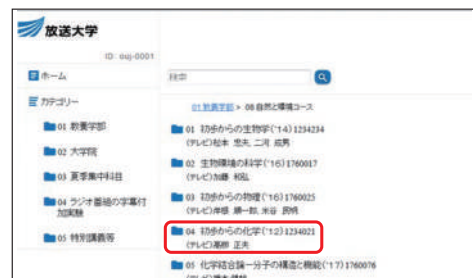 放送大学
ID: ouj-0001
ホーム
検索
カテゴリー
01 教養学部
02 大学院
03 夏季集中科目
04 ラジオ番組の字幕付
加実験
05 特別講義等
01 教養学部 > 08 自然と環境コース
01 初歩からの生物学('14)1234234
(テレビ)松本 忠夫、二河 成男
02 生物環境の科学('16)1760017
(テレビ)加藤 和弘
03 初歩からの物理('16)1760025
(テレビ)岸根 順一郎、米谷 民明
04 初歩からの化学('12)1234021
(テレビ)高柳 正夫
05 化学結合論―分子の構造と機能('17)1760076